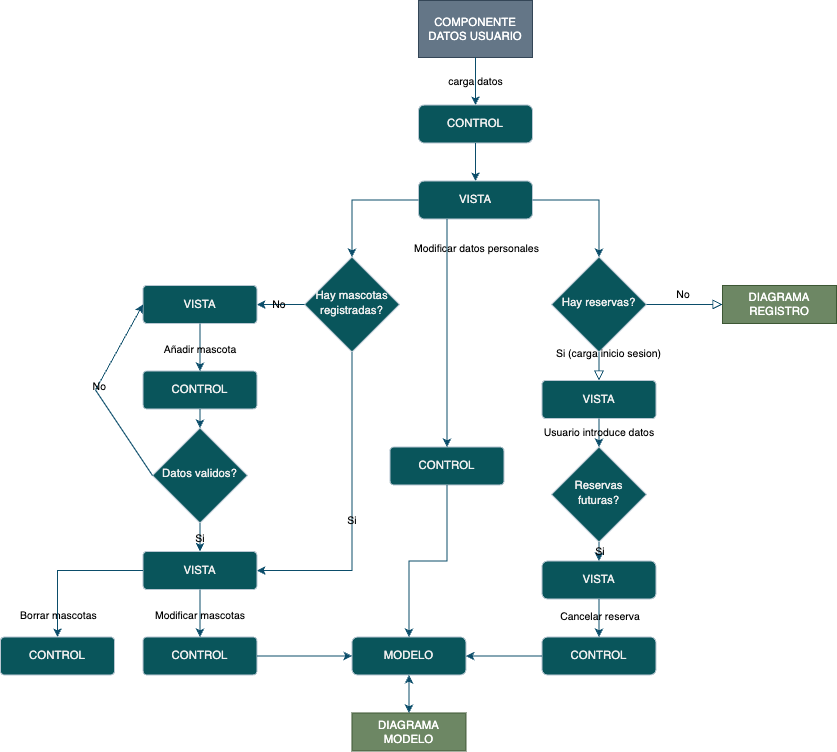 COMPONENTE
DATOS USUARIO
carga datos
CONTROL
VISTA
Modificar datos personales
Hay mascotas
registradas?
Hay reservas?
No
DIAGRAMA
REGISTRO
No
VISTA
Añadir mascota
Si (carga inicio sesion)
CONTROL
No
VISTA
Usuario introduce datos
Datos validos?
CONTROL
Reservas
futuras?
Si
Si
Si
VISTA
VISTA
Borrar mascotas
Modificar mascotas
Cancelar reserva
CONTROL
CONTROL
MODELO
CONTROL
DIAGRAMA
MODELO